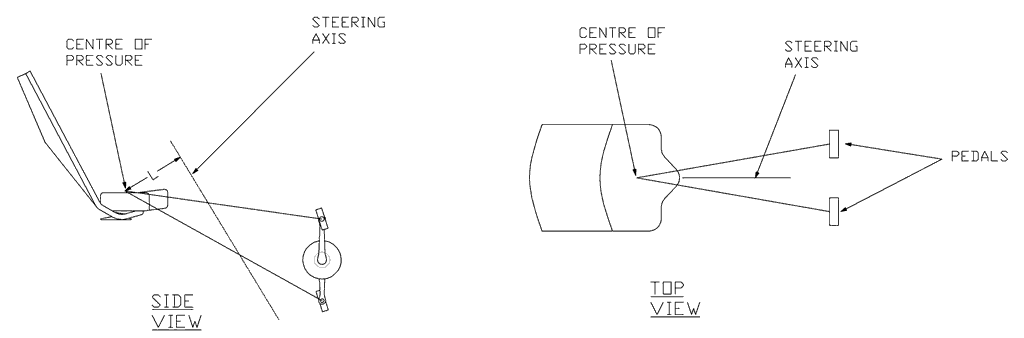 STEERING
AXIS
CENTRE OF
PRESSURE
L
SIDE
VIEW
CENTRE OF
PRESSURE
STEERING
AXIS
PEDALS
TOP
VIEW